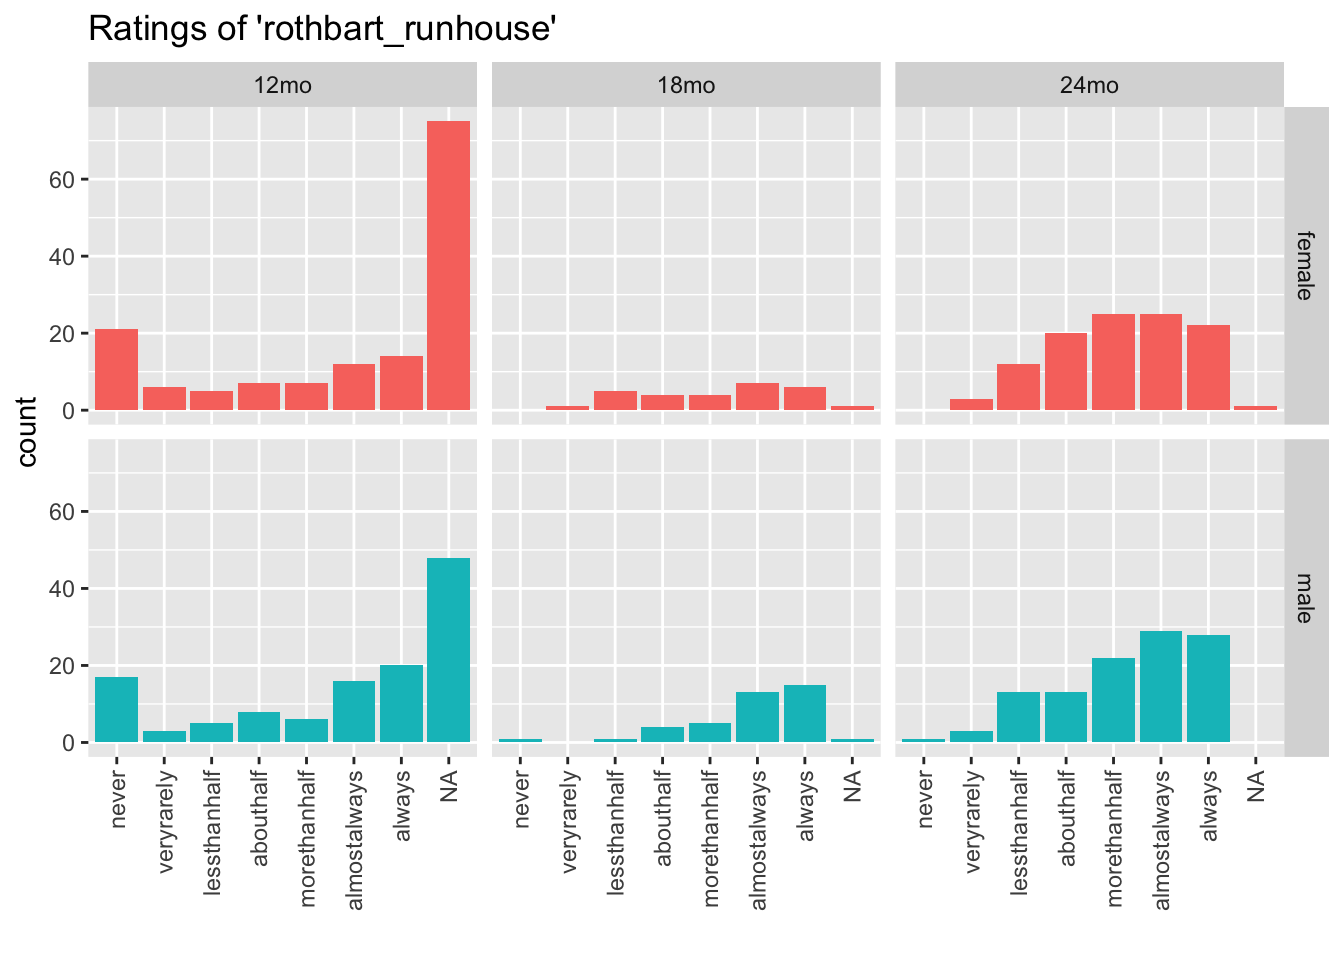 Ratings of 'rothbart_runhouse'
12mo 18mo 24mo
60
40
20
0
female
count
60
40
20
0
male
never veryrarely lessthanhalf abouthalf morethanhalf almostalways always NA never veryrarely lessthanhalf abouthalf morethanhalf almostalways always NA never veryrarely lessthanhalf abouthalf morethanhalf almostalways always NA